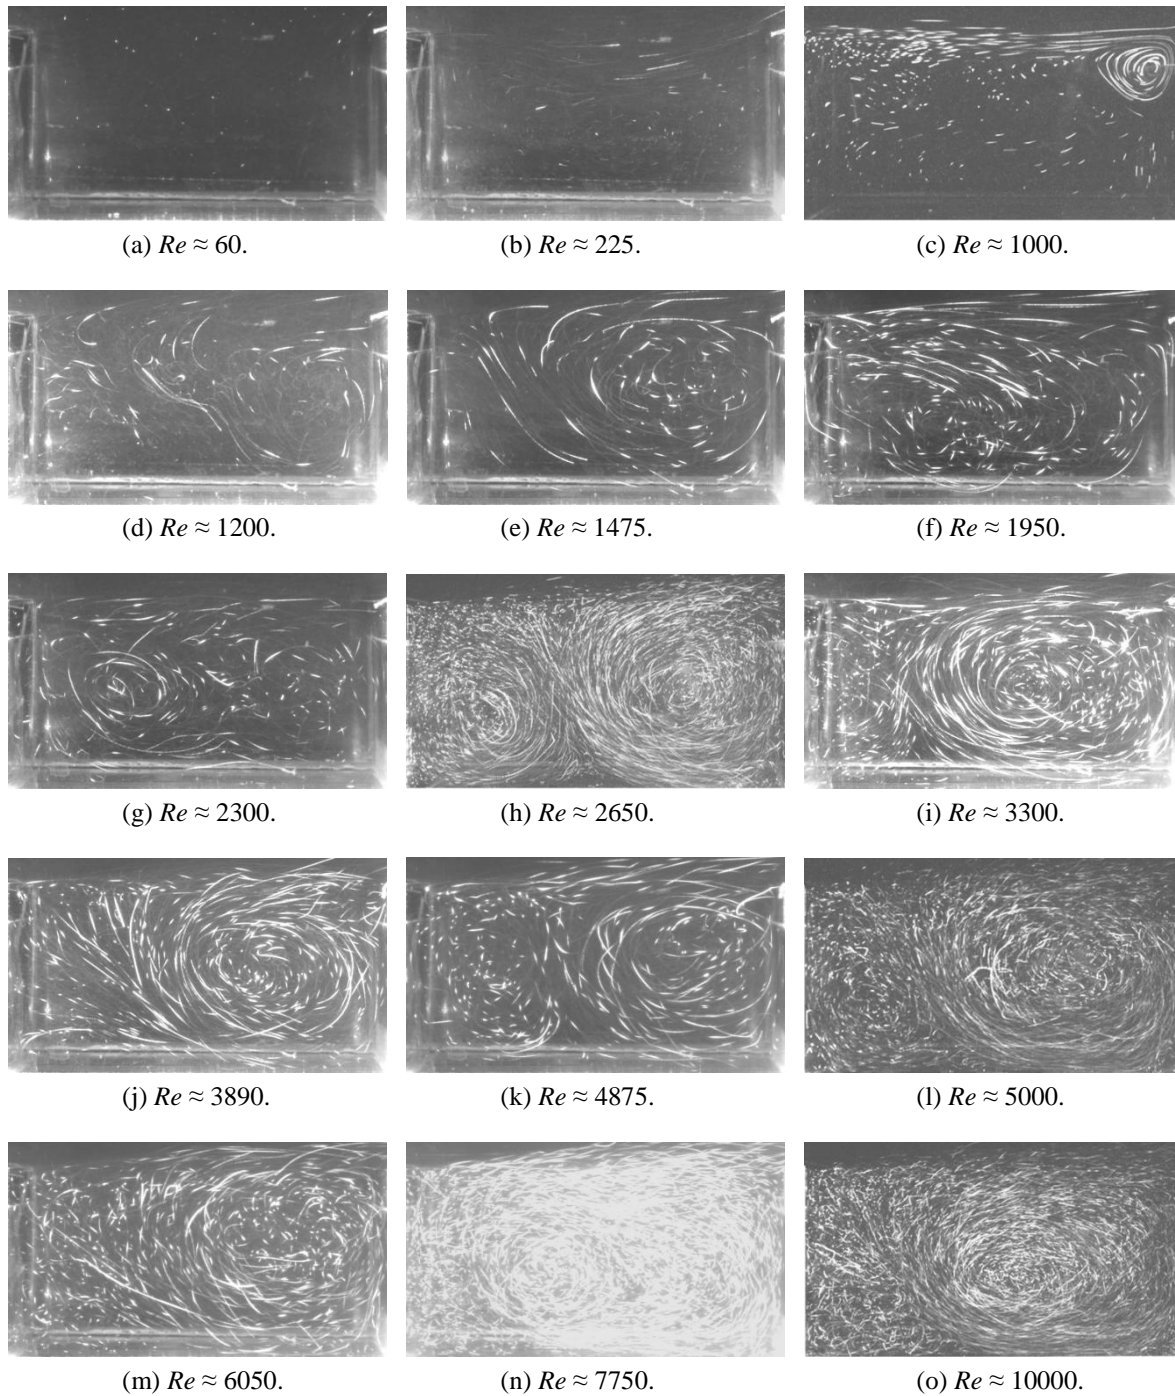 (a) Re ≈ 60.
(b) Re ≈ 225.
(c) Re ≈ 1000.
(d) Re ≈ 1200.
(e) Re ≈ 1475.
(f) Re ≈ 1950.
(g) Re ≈ 2300.
(h) Re ≈ 2650.
(i) Re ≈ 3300.
(j) Re ≈ 3890.
(k) Re ≈ 4875.
(l) Re ≈ 5000.
(m) Re ≈ 6050.
(n) Re ≈ 7750.
(o) Re ≈ 10000.